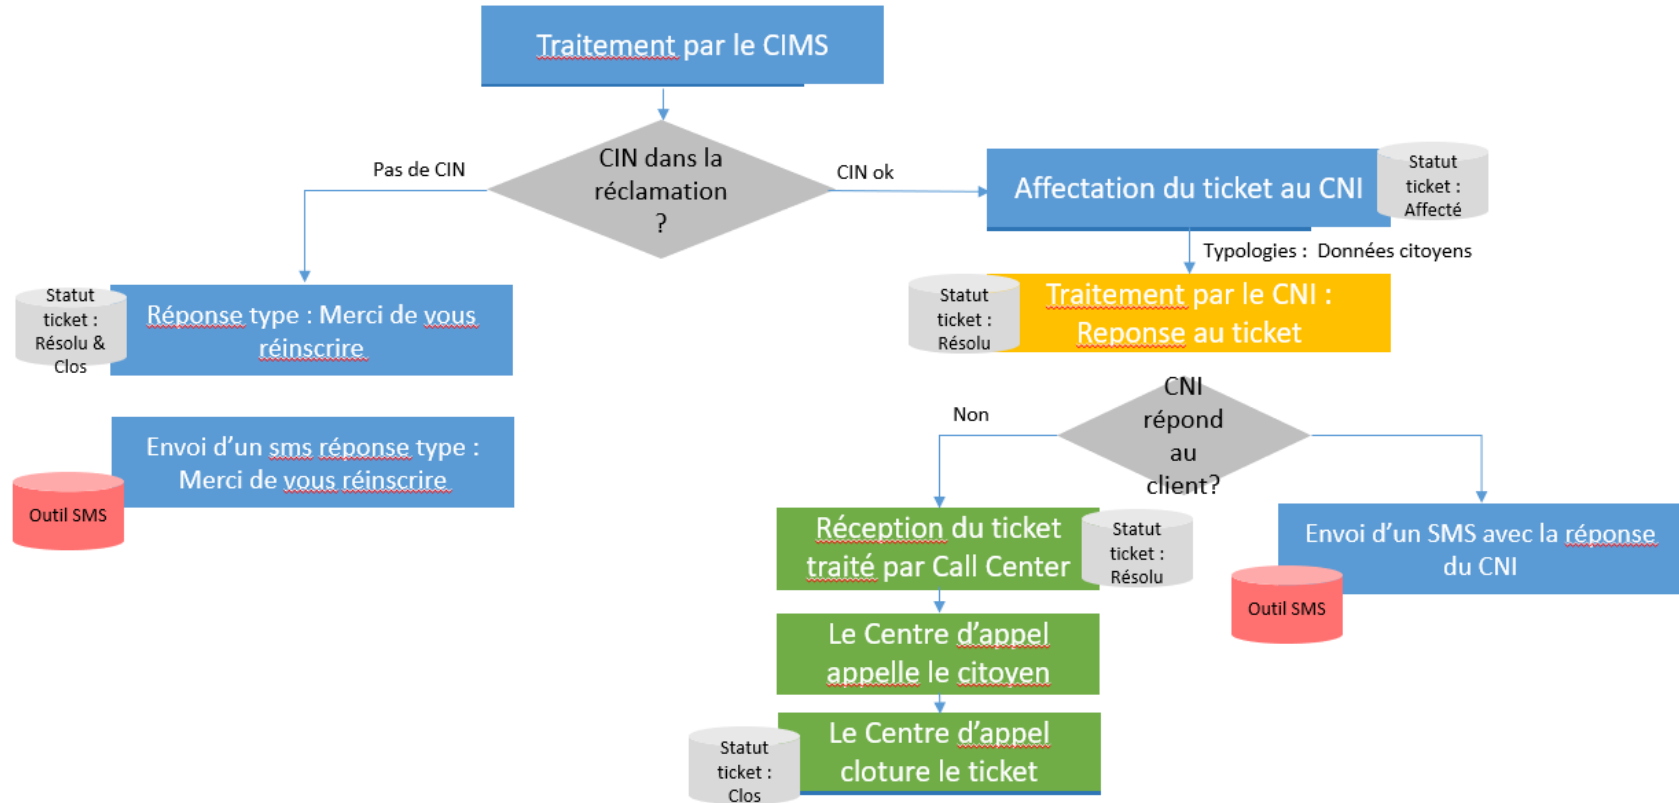 Traitement par le CIMS
CIN dans la
réclamation
?
Pas de CIN
CIN ok
Affectation du ticket au CNI
Statut
ticket :
Affecté
Typologies : Données citoyens
Statut
ticket :
Résolu &
Clos
Réponse type : Merci de vous
réinscrire
Statut
ticket :
Résolu
Traitement par le CNI :
Reponse au ticket
Envoi d’un sms réponse type :
Merci de vous réinscrire
Outil SMS
CNI
répond
au
client?
Non
Réception du ticket
traité par Call Center
Statut
ticket :
Résolu
Envoi d’un SMS avec la réponse
du CNI
Outil SMS
Le Centre d’appel
appelle le citoyen
Le Centre d’appel
cloture le ticket
Statut
ticket :
Clos